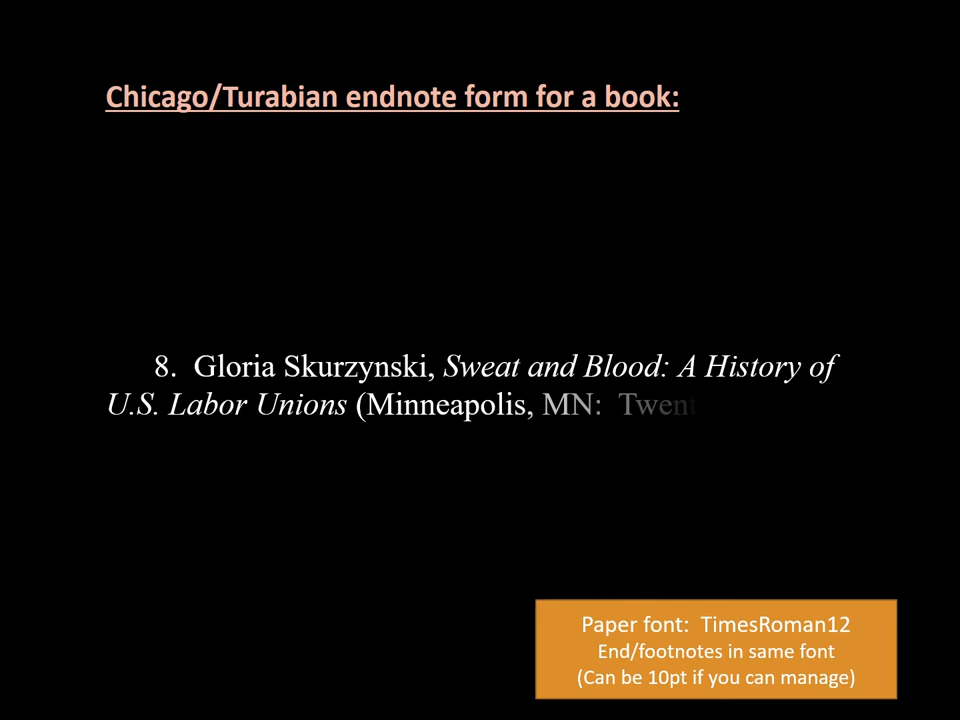 Chicago/Turabian endnote form for a book:
8. Gloria Skurzynski, Sweat and Blood: A History of
U.S. Labor Unions (Minneapolis, MN: Twent
Paper font: TimesRoman12
End/footnotes in same font
(Can be 10pt if you can manage)